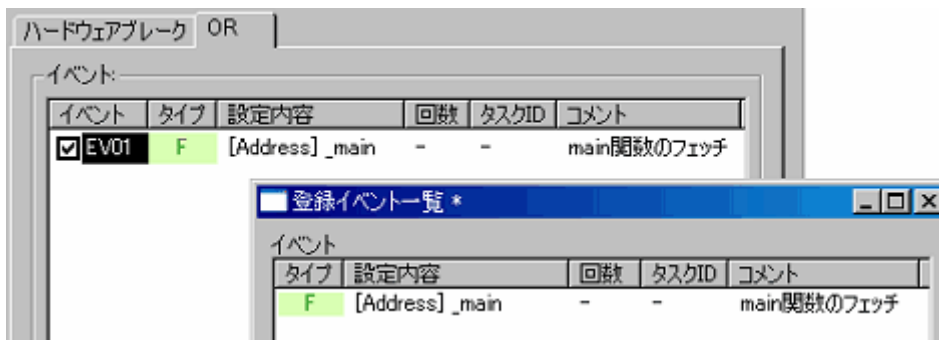 ハードウェアブレーク OR
イベント:
イベント タイプ 設定内容 回数 タスクID コメント
EV01 F [Address] _main - - main関数のフェッチ
登録イベント一覧 *
イベント
タイプ 設定内容 回数 タスクID コメント
F [Address] _main - - main関数のフェッチ